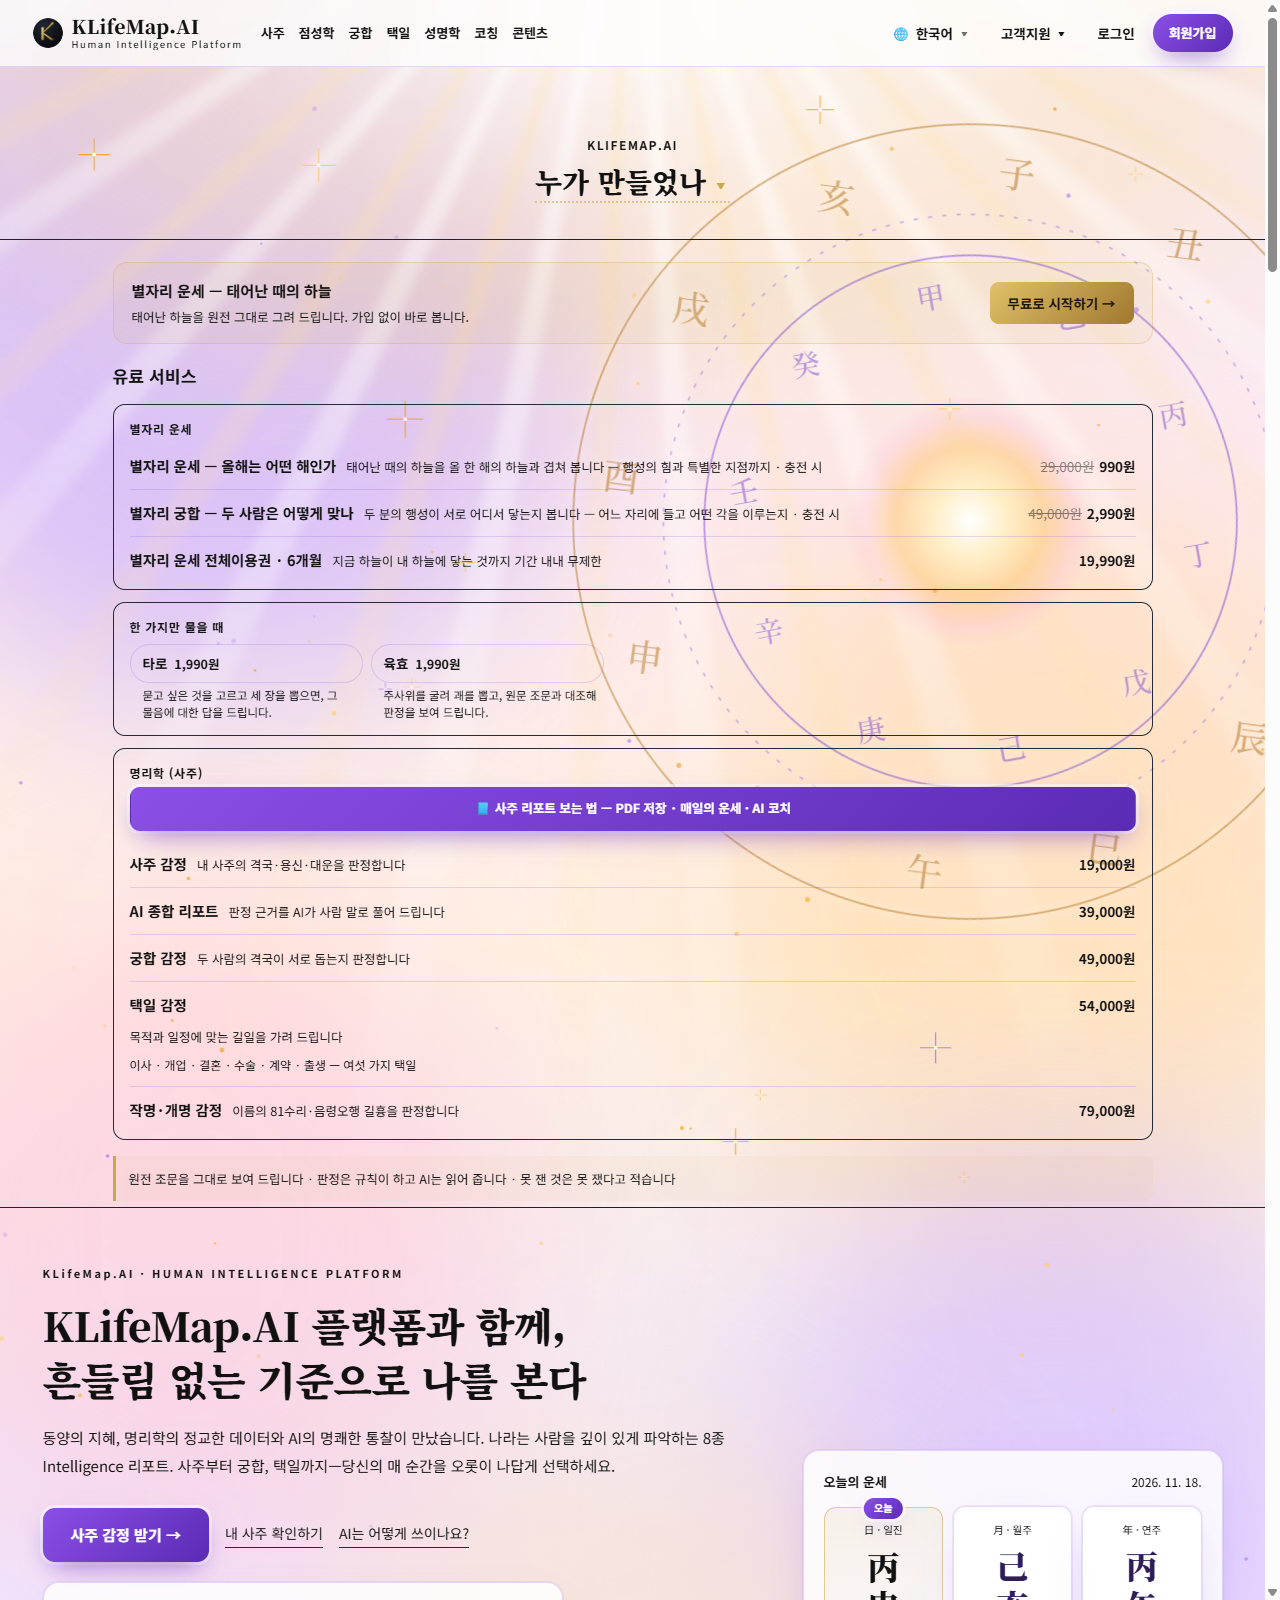 KLifeMap.AI
Human Intelligence Platform
사주 점성학 궁합 택일 성명학 코칭 콘텐츠
한국어 고객지원 로그인 회원가입
KLIFEMAP.AI
누가 만들었나
亥 子 丑
별자리 운세 — 태어난 때의 하늘
태어난 하늘을 원전 그대로 그려 드립니다. 가입 없이 바로 봅니다.
무료로 시작하기 →
戌 甲
癸 丙
유료 서비스
별자리 운세
별자리 운세 — 올해는 어떤 해인가 태어난 때의 하늘을 올 한 해의 하늘과 겹쳐 봅니다 — 행성의 힘과 특별한 지점까지 · 충전 시 29,000원 990원
酉 壬
별자리 궁합 — 두 사람은 어떻게 맞나 두 분의 행성이 서로 어디서 닿는지 봅니다 — 어느 자리에 들고 어떤 각을 이루는지 · 충전 시 49,000원 2,990원
별자리 운세 전체이용권 · 6개월 지금 하늘이 내 하늘에 닿는 것까지 기간 내내 무제한 19,990원
丁
한 가지만 물을 때
辛
타로 1,990원 육효 1,990원
申 戊
묻고 싶은 것을 고르고 세 장을 뽑으면, 그 물음에 대한 답을 드립니다.
주사위를 굴려 괘를 뽑고, 원문 조문과 대조해 판정을 보여 드립니다.
庚 己 辰
명리학 (사주)
사주 리포트 보는 법 — PDF 저장 · 매일의 운세 · AI 코치
사주 감정 내 사주의 격국·용신·대운을 판정합니다 19,000원
午 巳
AI 종합 리포트 판정 근거를 AI가 사람 말로 풀어 드립니다 39,000원
궁합 감정 두 사람의 격국이 서로 돕는지 판정합니다 49,000원
택일 감정 54,000원
목적과 일정에 맞는 길일을 가려 드립니다
이사 · 개업 · 결혼 · 수술 · 계약 · 출생 — 여섯 가지 택일
작명·개명 감정 이름의 81수리·음령오행 길흉을 판정합니다 79,000원
원전 조문을 그대로 보여 드립니다 · 판정은 규칙이 하고 AI는 읽어 줍니다 · 못 잰 것은 못 쟀다고 적습니다
KLifeMap.AI · HUMAN INTELLIGENCE PLATFORM
KLifeMap.AI 플랫폼과 함께,
흔들림 없는 기준으로 나를 본다
동양의 지혜, 명리학의 정교한 데이터와 AI의 명쾌한 통찰이 만났습니다. 나라는 사람을 깊이 있게 파악하는 8종
Intelligence 리포트. 사주부터 궁합, 택일까지—당신의 매 순간을 오롯이 나답게 선택하세요.
사주 감정 받기 → 내 사주 확인하기 AI는 어떻게 쓰이나요?
오늘의 운세 2026. 11. 18.
오늘
日 · 일진 月 · 월주 年 · 연주
丙 己 丙